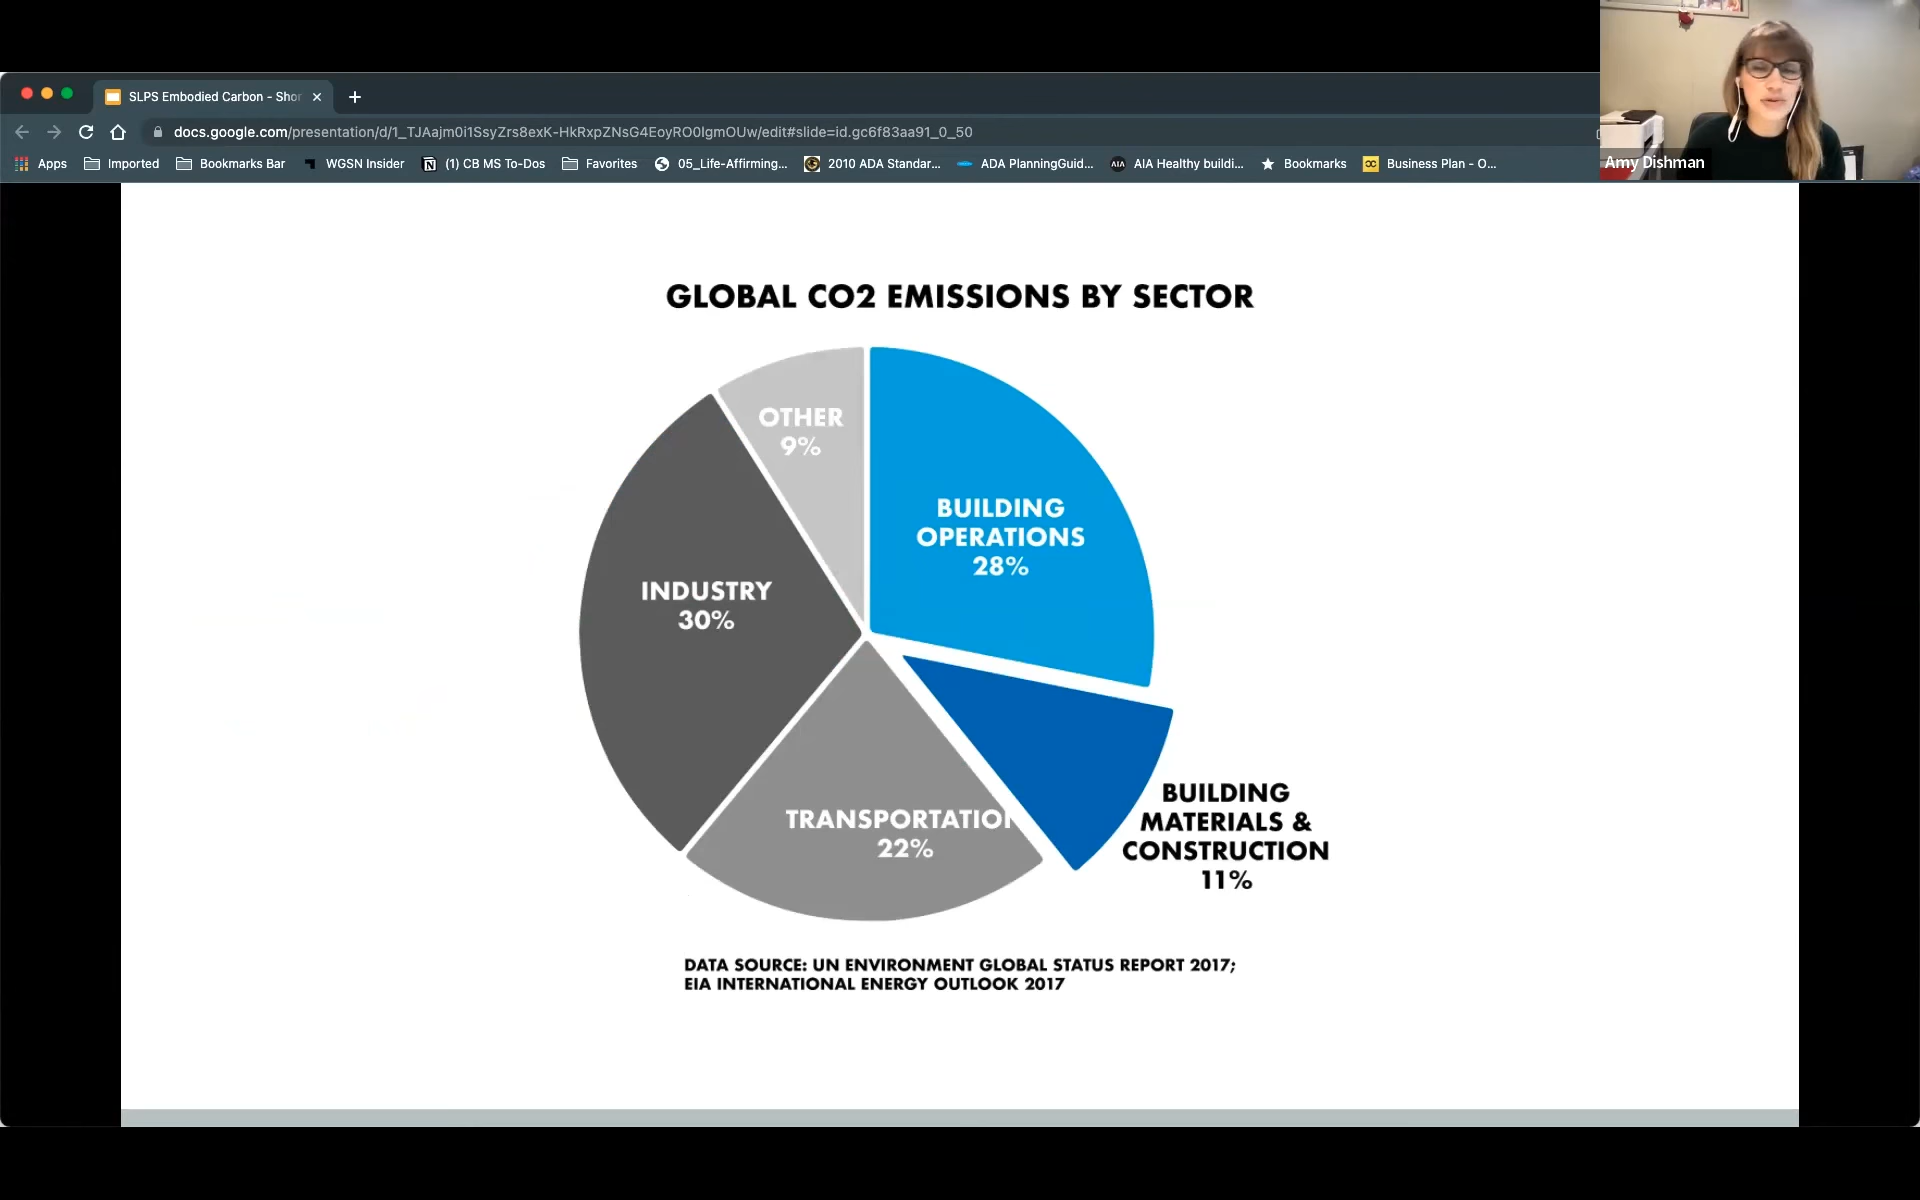 SLPS Embodied Carbon - Shor
docs.google.com/presentation/d/1_TJAajm0i1SsyZrs8exK-HkRxpZNsG4EoyRO0IgmOUw/edit#slide=id.gc6f83aa91_0_50
Apps Imported Bookmarks Bar WGSN Insider (1) CB MS To-Dos Favorites 05_Life-Affirming... 2010 ADA Standar... ADA PlanningGuid... AIA AIA Healthy buildi... Bookmarks Business Plan - O...
Amy Dishman
GLOBAL CO2 EMISSIONS BY SECTOR
OTHER
9%
BUILDING
OPERATIONS
28%
INDUSTRY
30%
TRANSPORTATION
22%
BUILDING
MATERIALS &
CONSTRUCTION
11%
DATA SOURCE: UN ENVIRONMENT GLOBAL STATUS REPORT 2017;
EIA INTERNATIONAL ENERGY OUTLOOK 2017